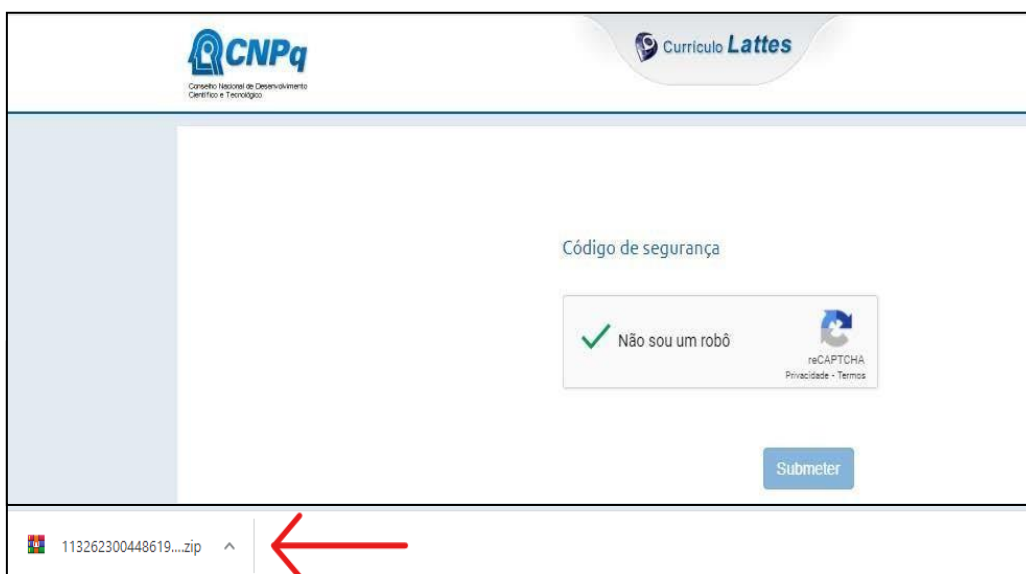 CNPq
Conselho Nacional de Desenvolvimento
Científico e Tecnológico
Currículo Lattes
Código de segurança
Não sou um robô
reCAPTCHA
Privacidade - Termos
Submeter
113262300448619....zip